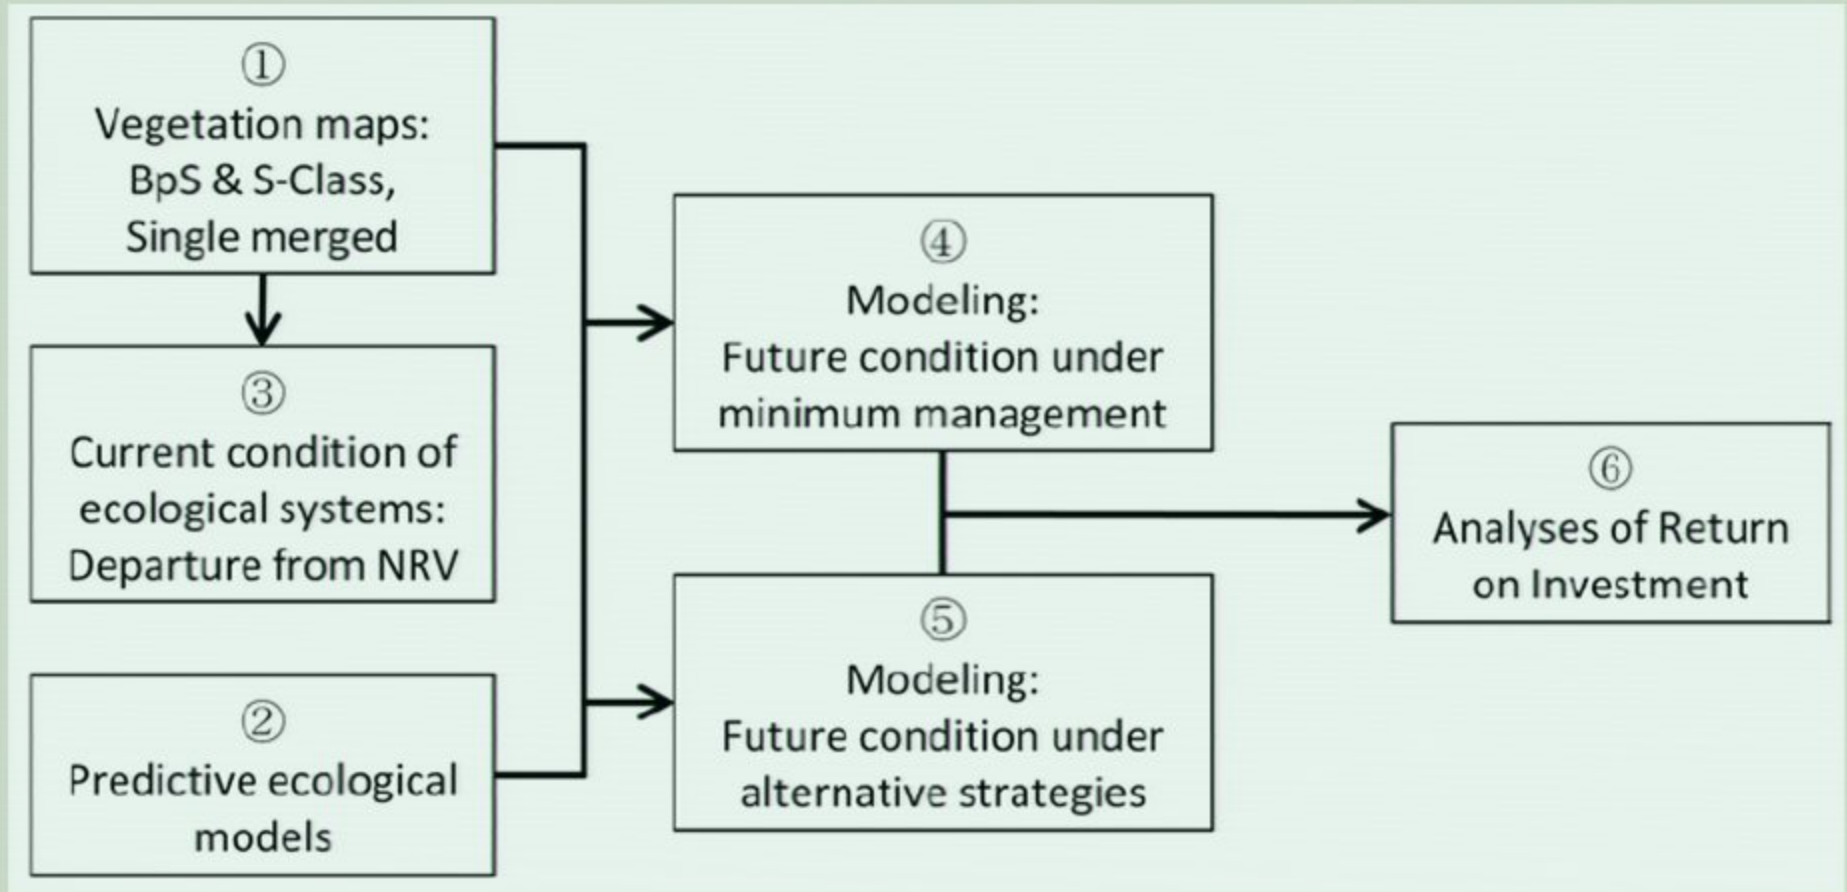 ①
Vegetation maps:
BpS & S-Class,
Single merged
③
Current condition of
ecological systems:
Departure from NRV
②
Predictive ecological
models
④
Modeling:
Future condition under
minimum management
⑤
Modeling:
Future condition under
alternative strategies
⑥
Analyses of Return
on Investment